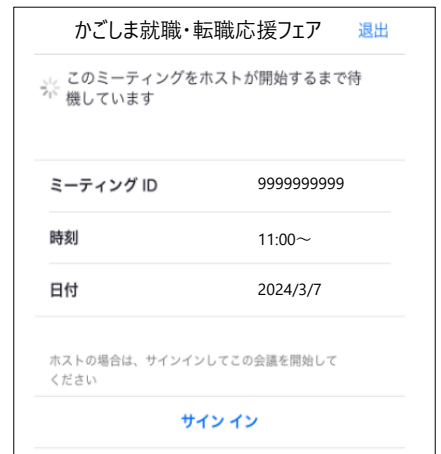 かごしま就職・転職応援フェア 退出
このミーティングをホストが開始するまで待
機しています
ミーティング ID 9999999999
時刻 11:00～
日付 2024/3/7
ホストの場合は、サインインしてこの会議を開始して
ください
サイン イン